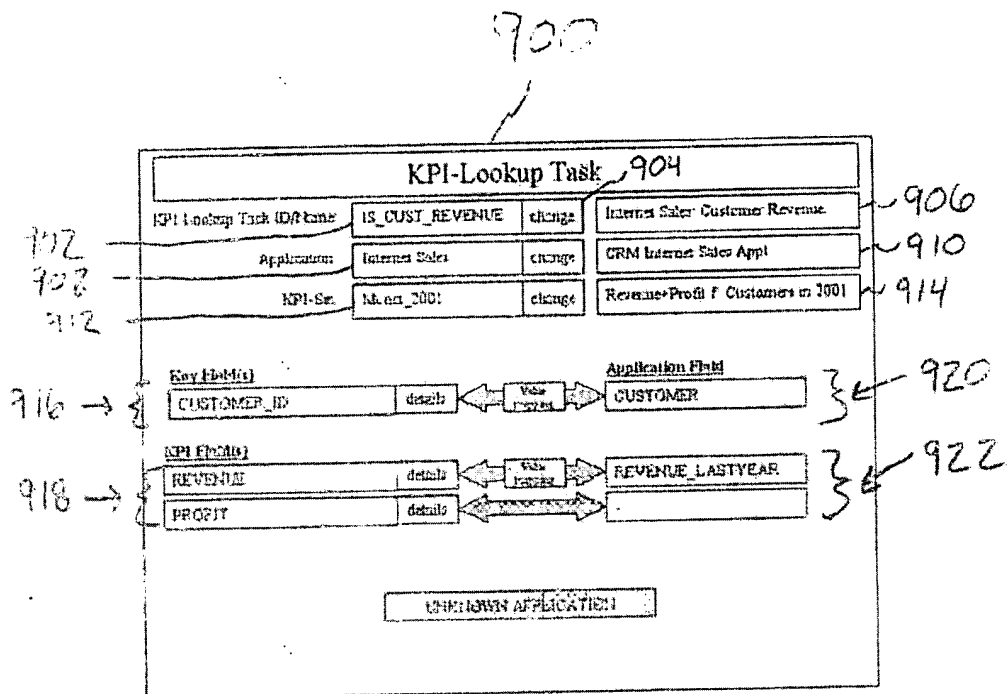 900
KPI-Lookup Task
904
KPI Lookup Task ID/Name IS_CUST_REVENUE change Internet Sales: Customer Revenue 906
902
Application Internet Sales change CRM Internet Sales Appl 910
908
KPI-Set change Revenue+Profit f. Customers in 2001 914
912
Key Field(s) Application Field
916 CUSTOMER_ID details Value CUSTOMER 920
KPI Field(s)
918 REVENUE details Value REVENUE_LASTYEAR 922
PROFIT details
UNKNOWN APPLICATION